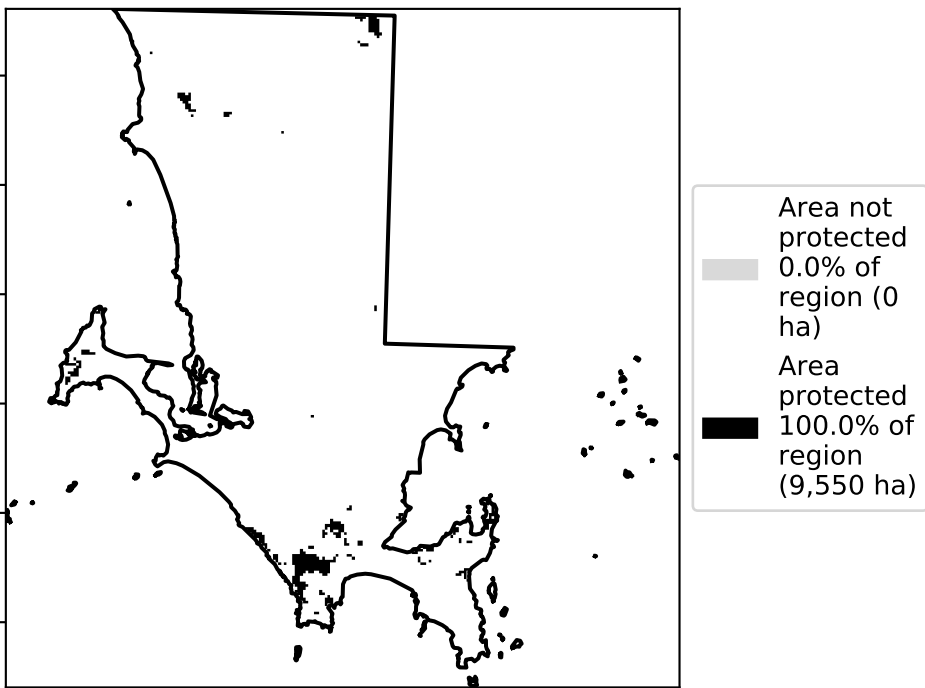 Area not
protected
0.0% of
region (0
ha)
Area
protected
100.0% of
region
(9,550 ha)